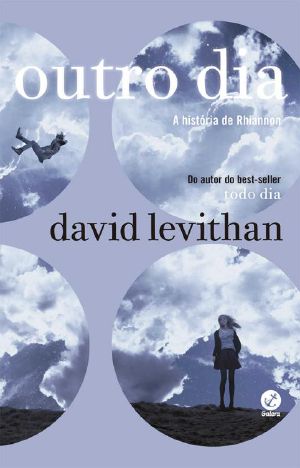 outro dia
A história de Rhiannon
Do autor do best-seller
todo dia
david levithan
Galera